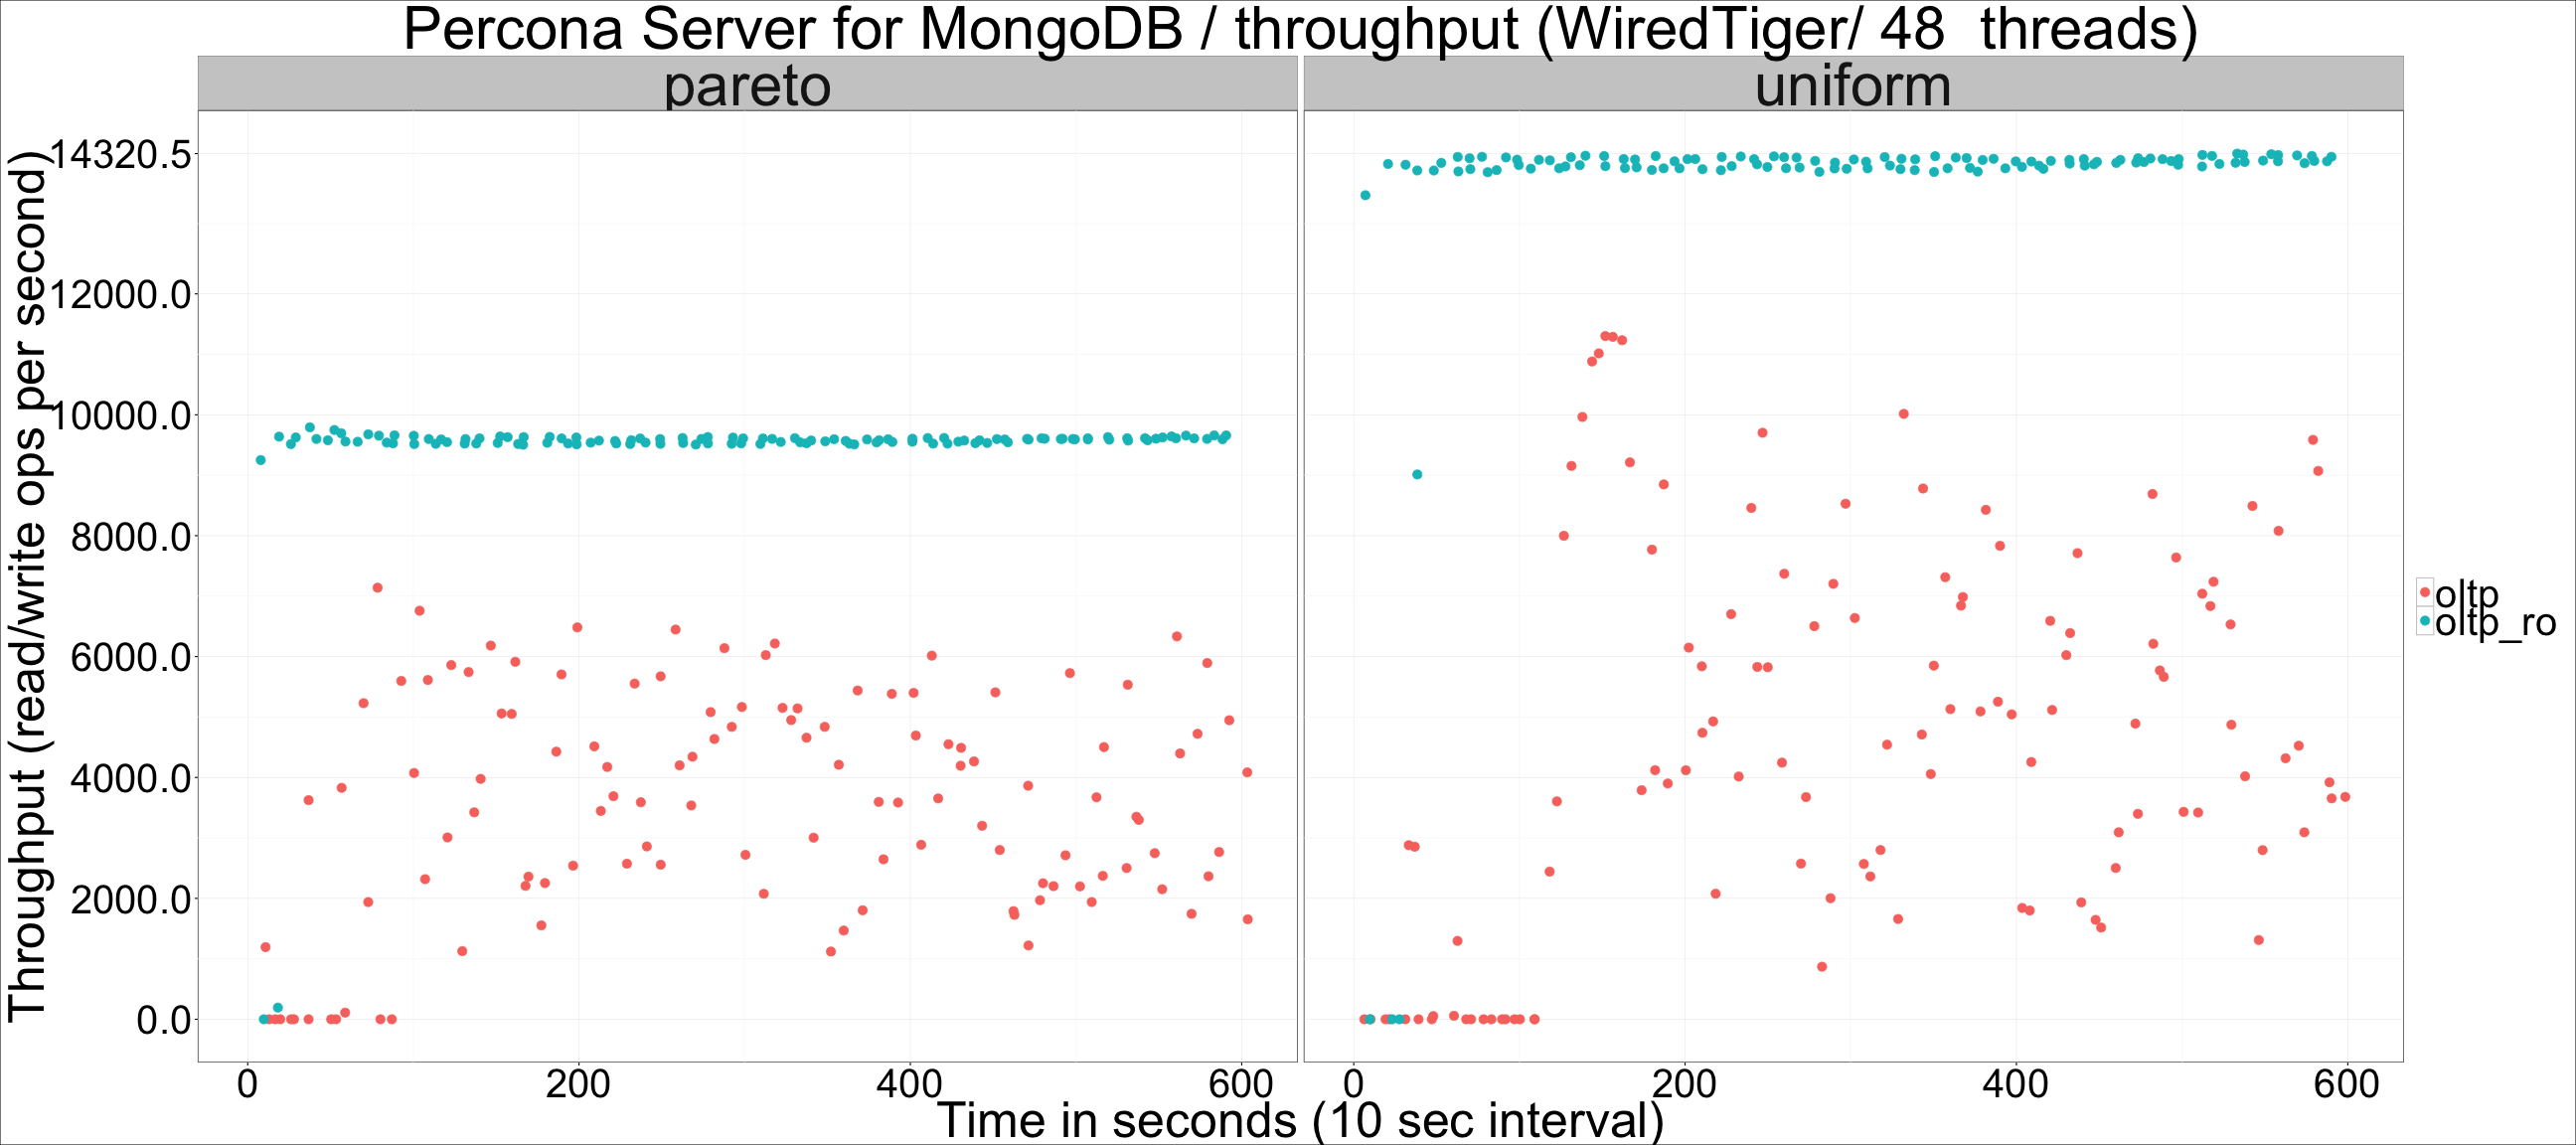 Percona Server for MongoDB / throughput (WiredTiger/ 48  threads)
pareto
uniform
Throughput (read/write ops per second)
14320.5
12000.0
10000.0
8000.0
6000.0
4000.0
2000.0
0.0
0 200 400 600
0 200 400 600
Time in seconds (10 sec interval)
oltp
oltp_ro